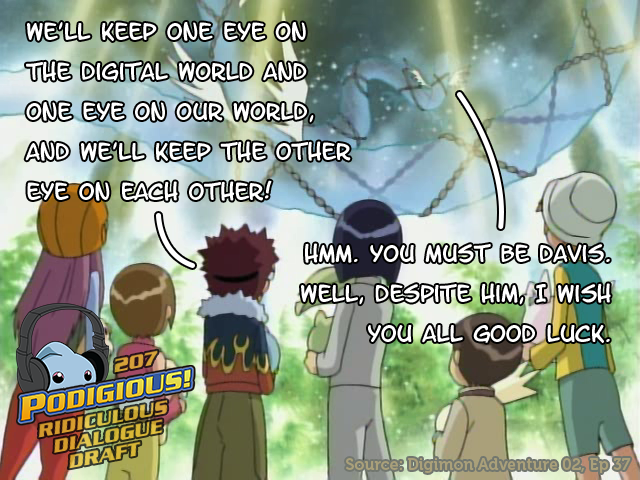 WE'LL KEEP ONE EYE ON
THE DIGITAL WORLD AND
ONE EYE ON OUR WORLD,
AND WE'LL KEEP THE OTHER
EYE ON EACH OTHER!
HMM. YOU MUST BE DAVIS.
WELL, DESPITE HIM, I WISH
YOU ALL GOOD LUCK.
207
PODIGIOUS!
RIDICULOUS
DIALOGUE
DRAFT
Source: Digimon Adventure 02, Ep 37